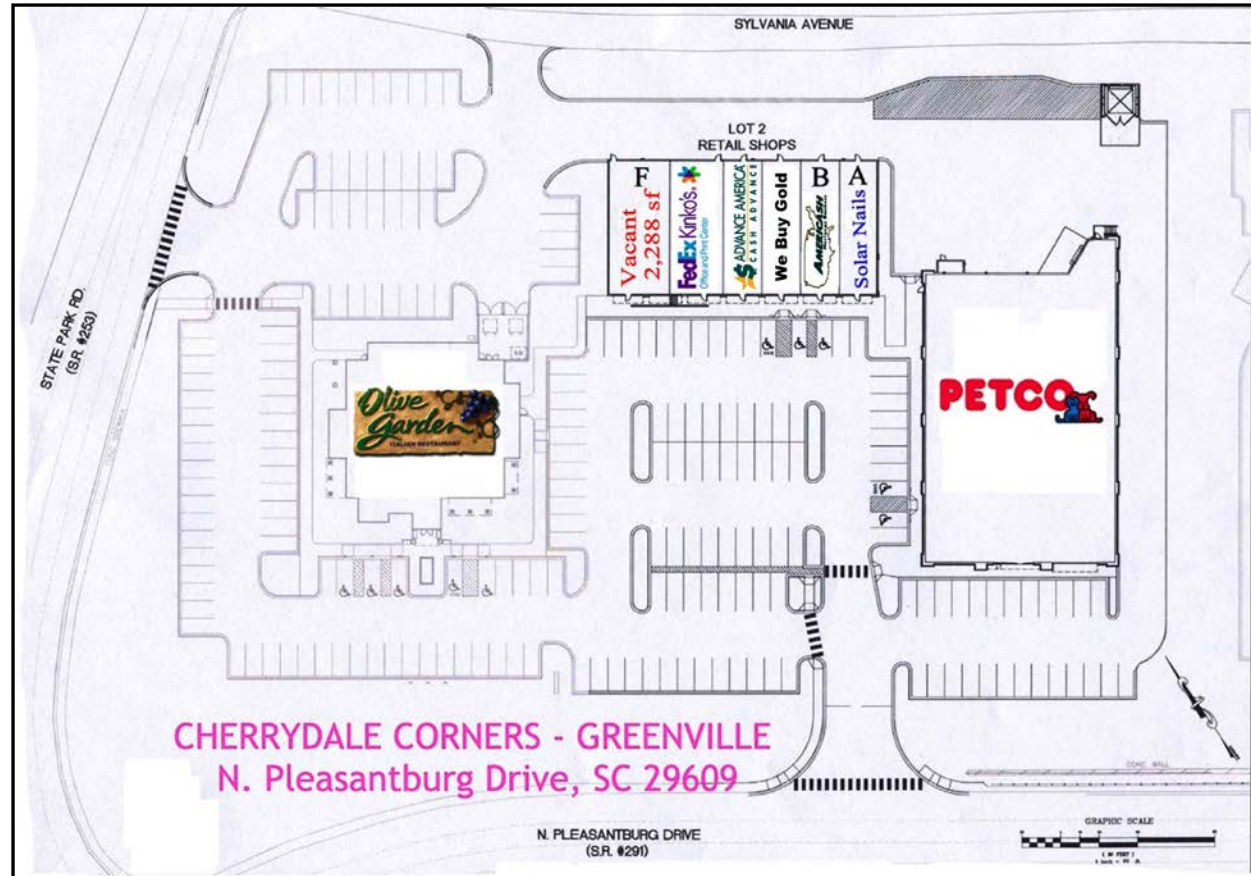 SYLVANIA AVENUE
LOT 2
RETAIL SHOPS
F
Vacant
2,288 sf
FedEx Kinko's.
Office and Print Center
$ADVANCE AMERICA
CASH ADVANCE
We Buy Gold
B
AMERICASH
A
Solar Nails
STATE PARK RD.
(S.R. #253)
Olive
Garden
ITALIAN RESTAURANT
PETCO
CHERRYDALE CORNERS - GREENVILLE
N. Pleasantburg Drive, SC 29609
CONC. WALL
N. PLEASANTBURG DRIVE
(S.R. #291)
GRAPHIC SCALE